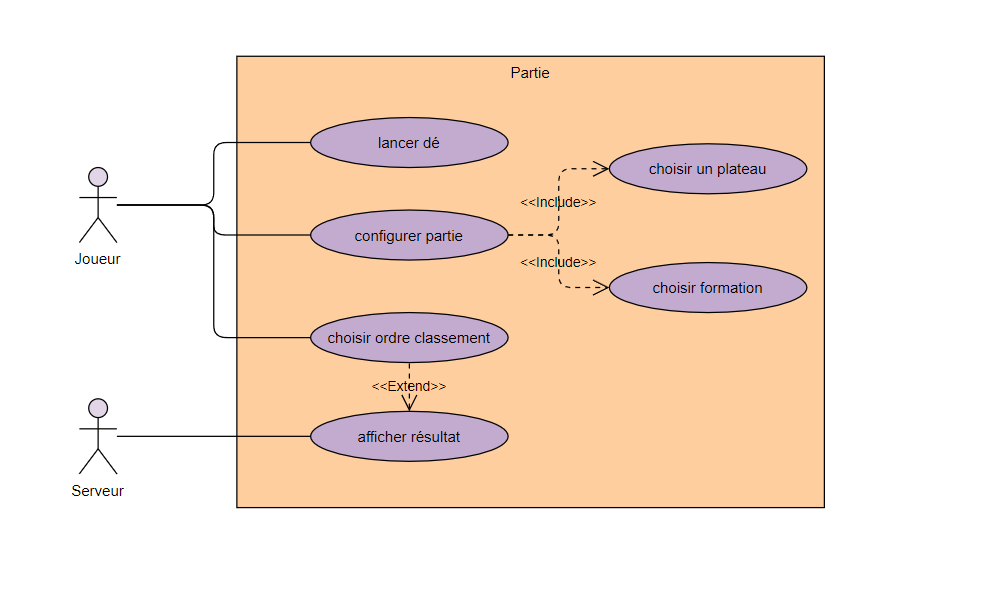 Partie
lancer dé
choisir un plateau
<<Include>>
configurer partie
Joueur
<<Include>>
choisir formation
choisir ordre classement
<<Extend>>
afficher résultat
Serveur